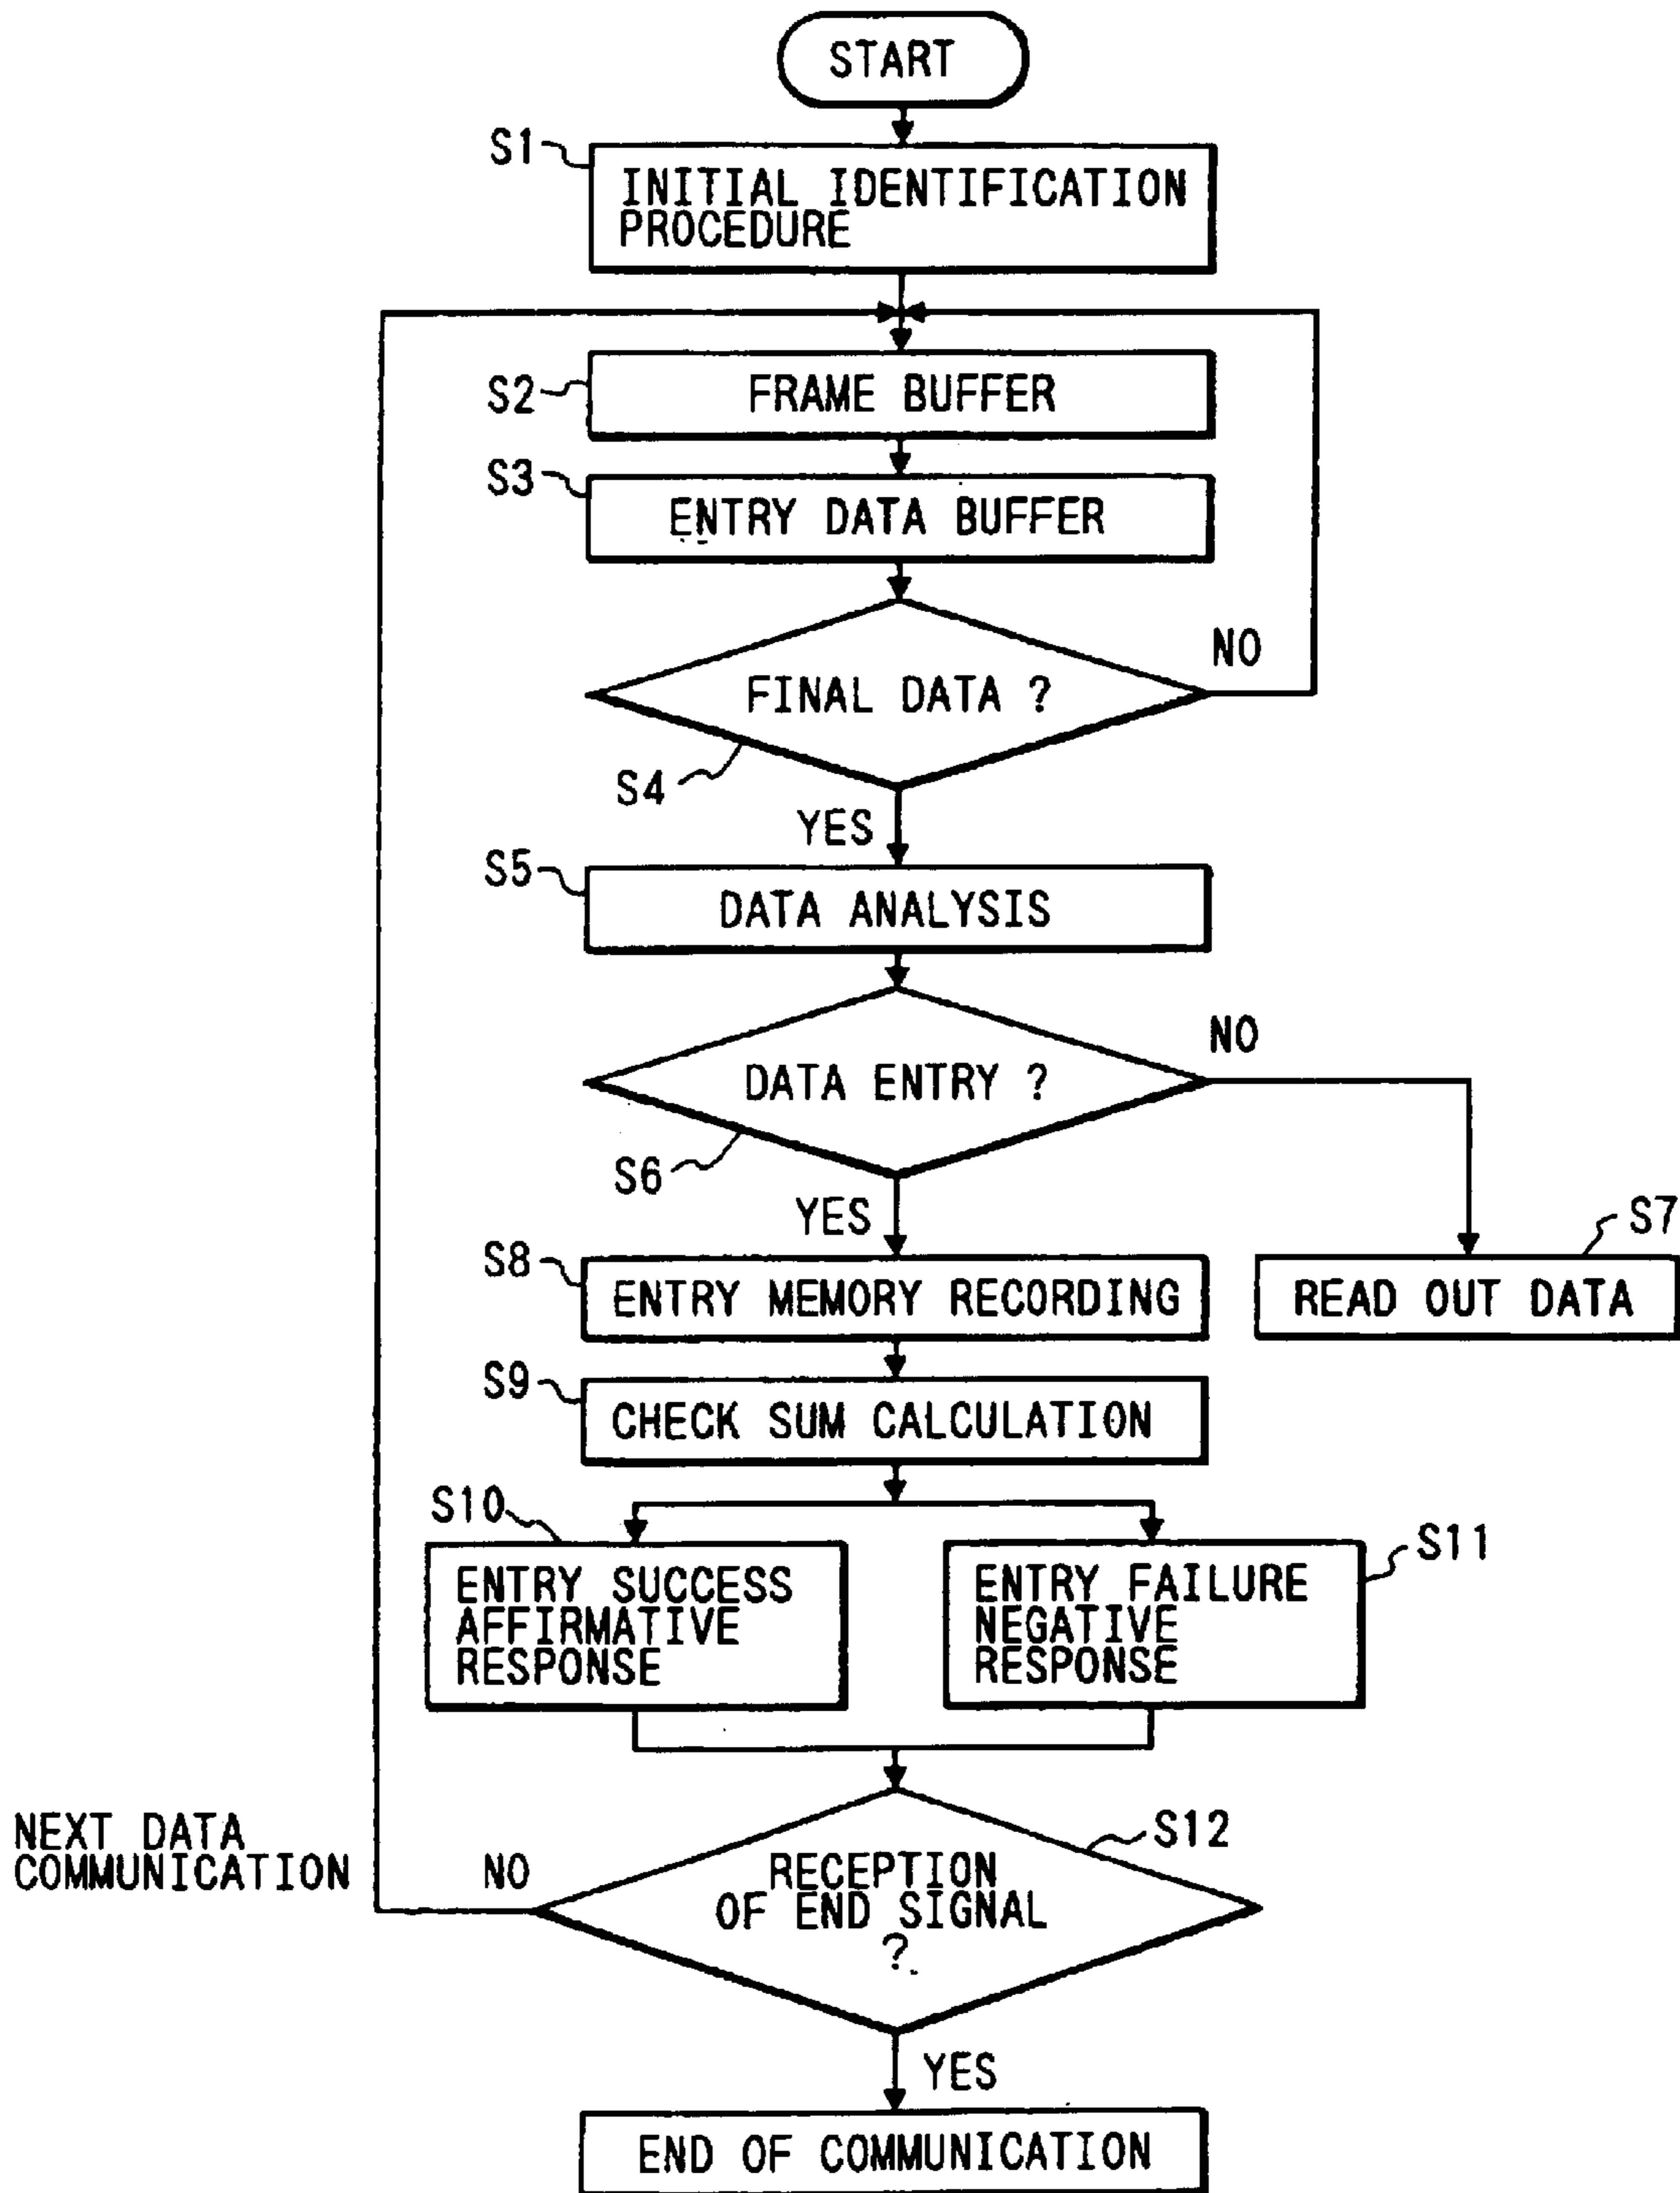 START
S1
INITIAL IDENTIFICATION
PROCEDURE
S2
FRAME BUFFER
S3
ENTRY DATA BUFFER
NO
FINAL DATA ?
S4
YES
S5
DATA ANALYSIS
NO
DATA ENTRY ?
S6
YES
S7
S8
ENTRY MEMORY RECORDING
READ OUT DATA
S9
CHECK SUM CALCULATION
S10
S11
ENTRY SUCCESS
AFFIRMATIVE
RESPONSE
ENTRY FAILURE
NEGATIVE
RESPONSE
S12
NEXT DATA
COMMUNICATION
NO
RECEPTION
OF END SIGNAL
?
YES
END OF COMMUNICATION